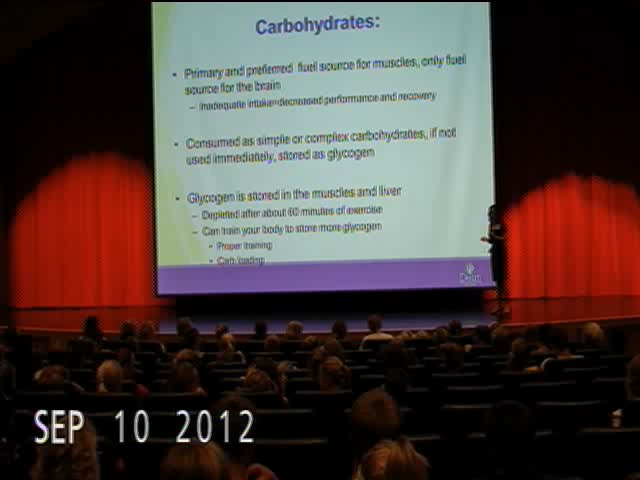 Carbohydrates:
• Primary and preferred fuel source for muscles, only fuel
source for the brain
– Inadequate intake=decreased performance and recovery
• Consumed as simple or complex carbohydrates, if not
used immediately, stored as glycogen
• Glycogen is stored in the muscles and liver
– Depleted after about 60 minutes of exercise
– Can train your body to store more glycogen
• Proper training
• Carb loading
SEP 10 2012